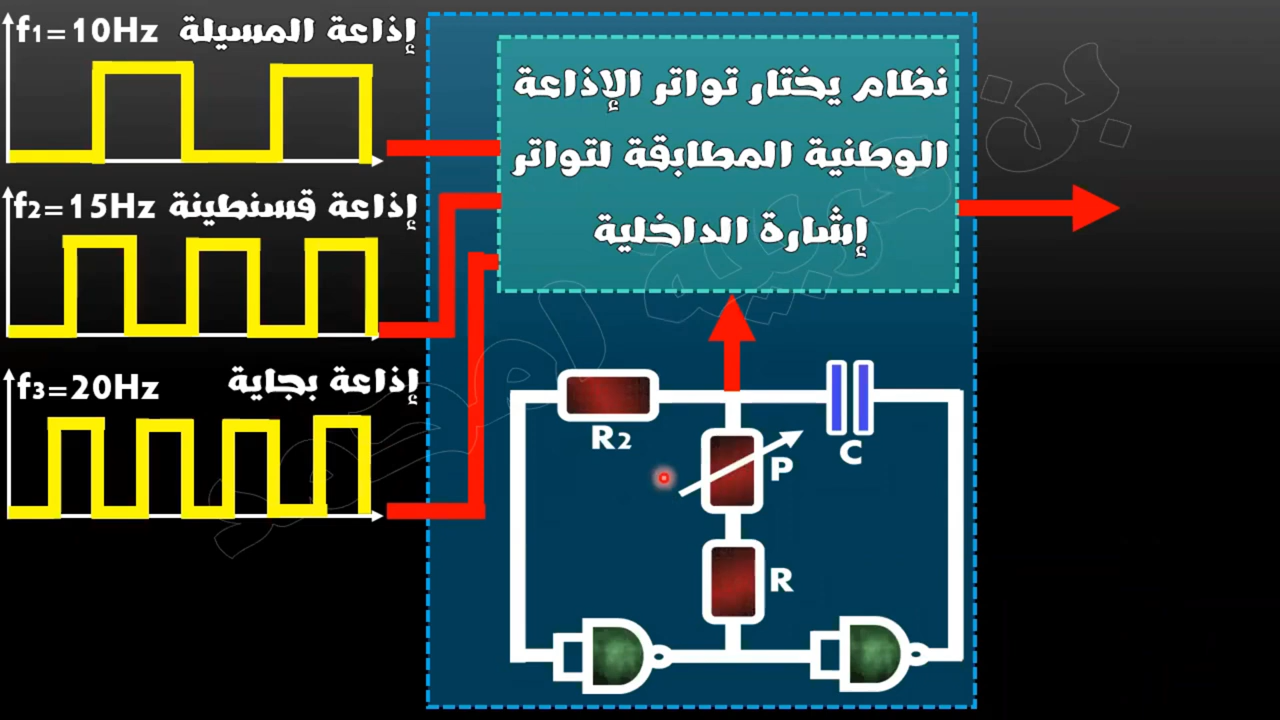 f1=10Hz إذاعة المسيلة
f2=15Hz إذاعة قسنطينة
f3=20Hz إذاعة بجاية
نظام يختار تواتر الإذاعة
الوطنية المطابقة لتواتر
إشارة الداخلية
R2
P
C
R